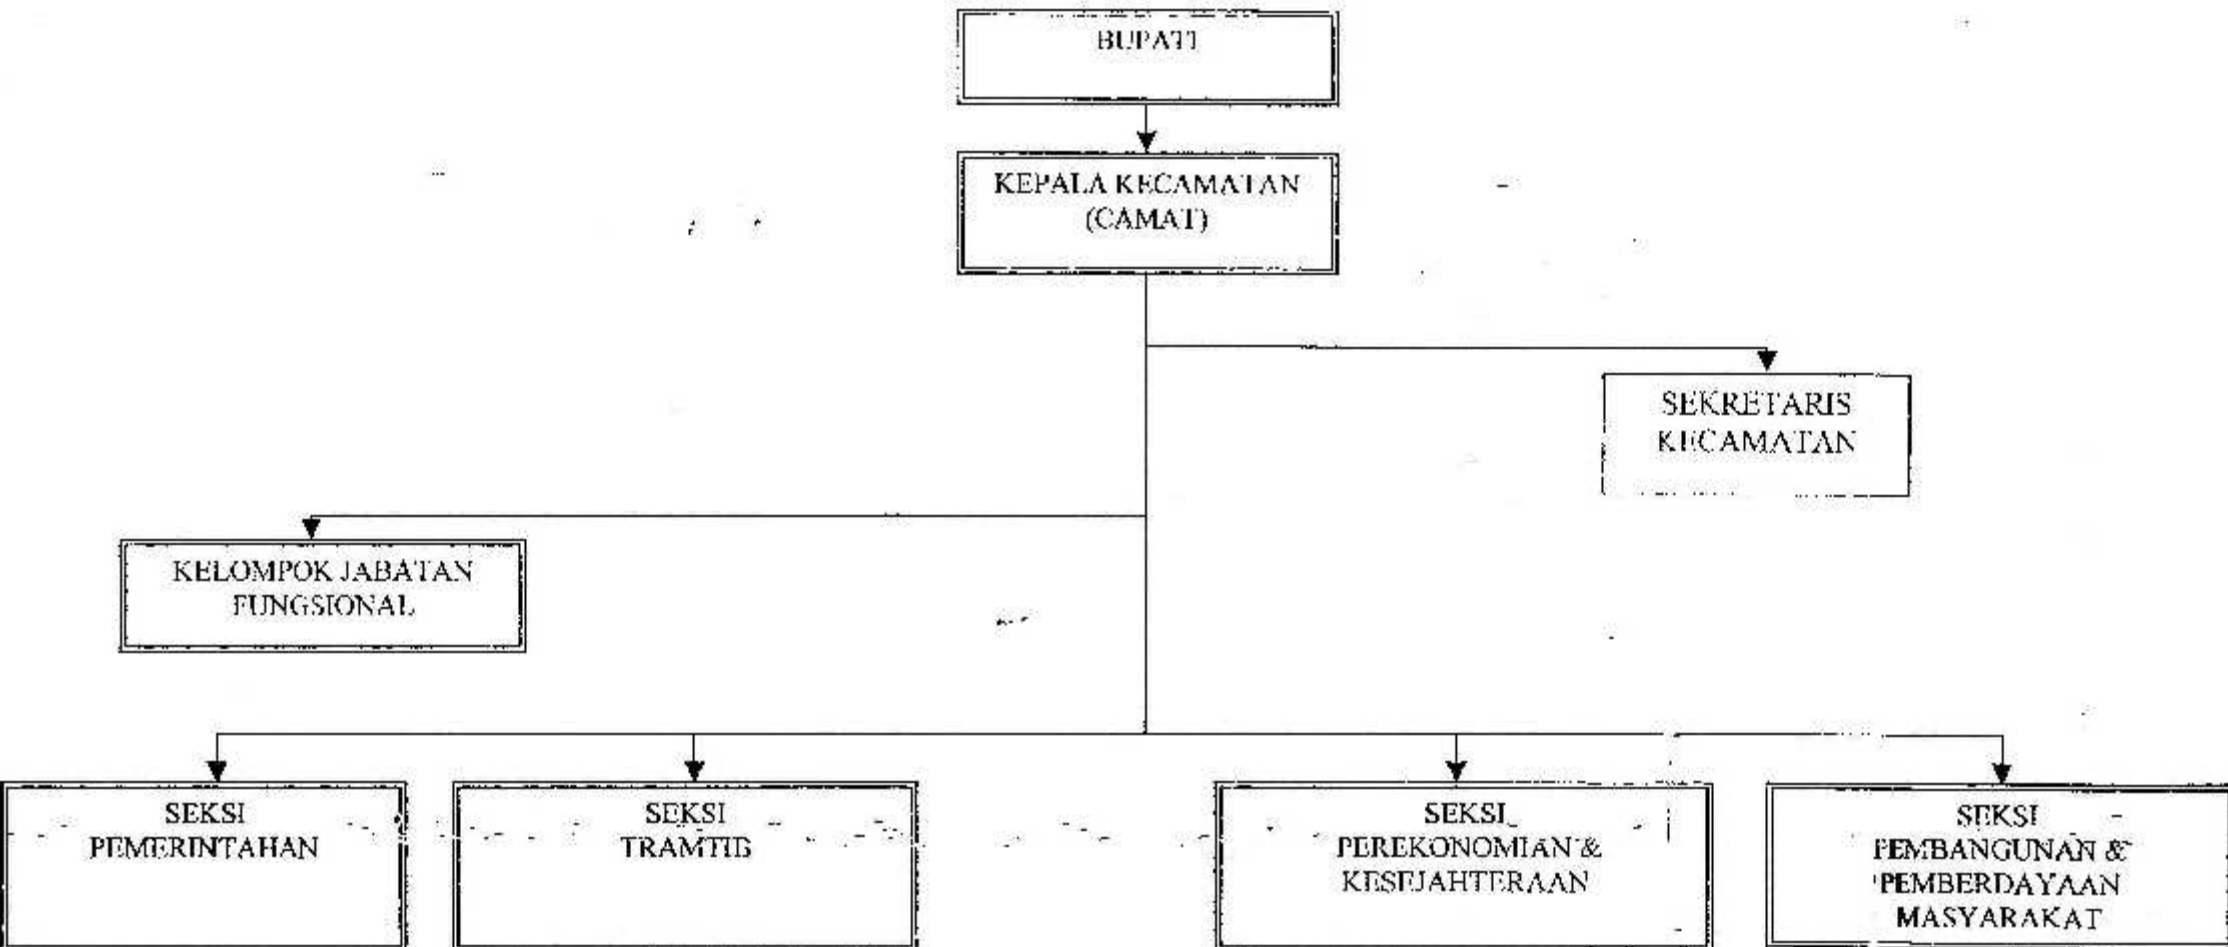 BUPATI
KEPALA KECAMATAN
(CAMAT)
SEKRETARIS
KECAMATAN
KELOMPOK JABATAN
FUNGSIONAL
SEKSI
PEMERINTAHAN
SEKSI
TRAMTIB
SEKSI
PEREKONOMIAN &
KESEJAHTERAAN
SEKSI
PEMBANGUNAN &
PEMBERDAYAAN
MASYARAKAT